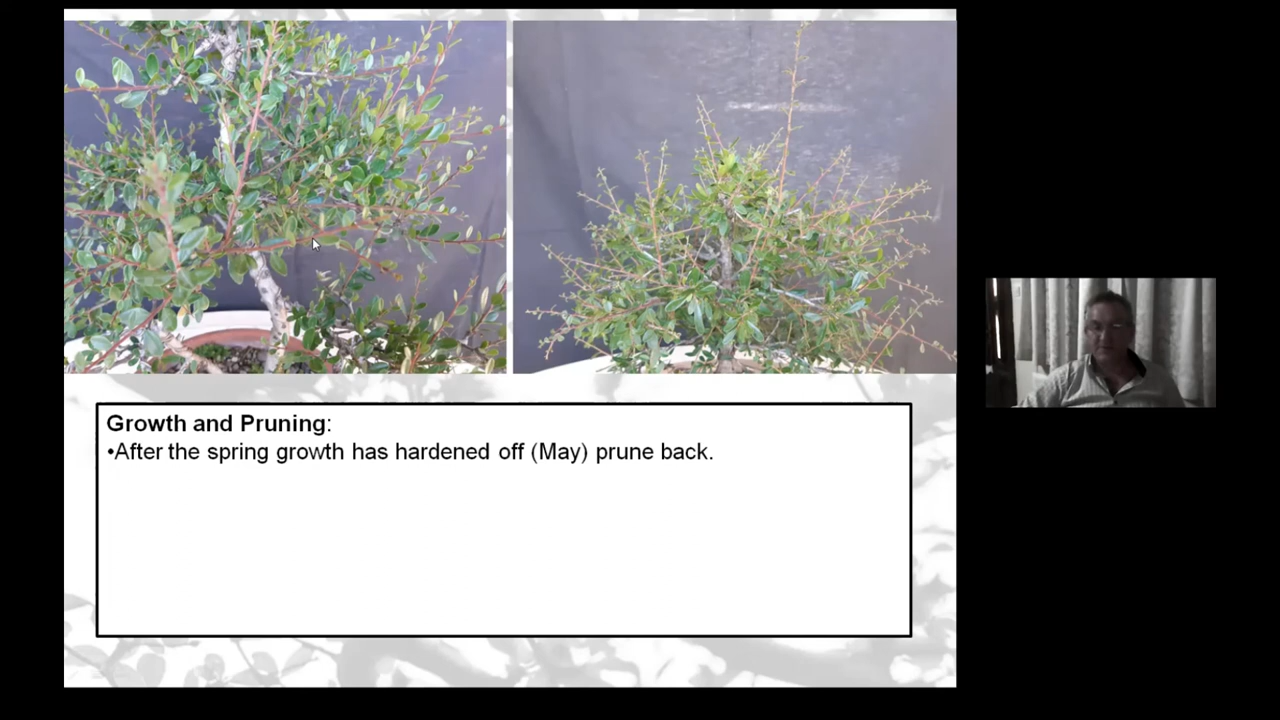 Growth and Pruning:
•After the spring growth has hardened off (May) prune back.